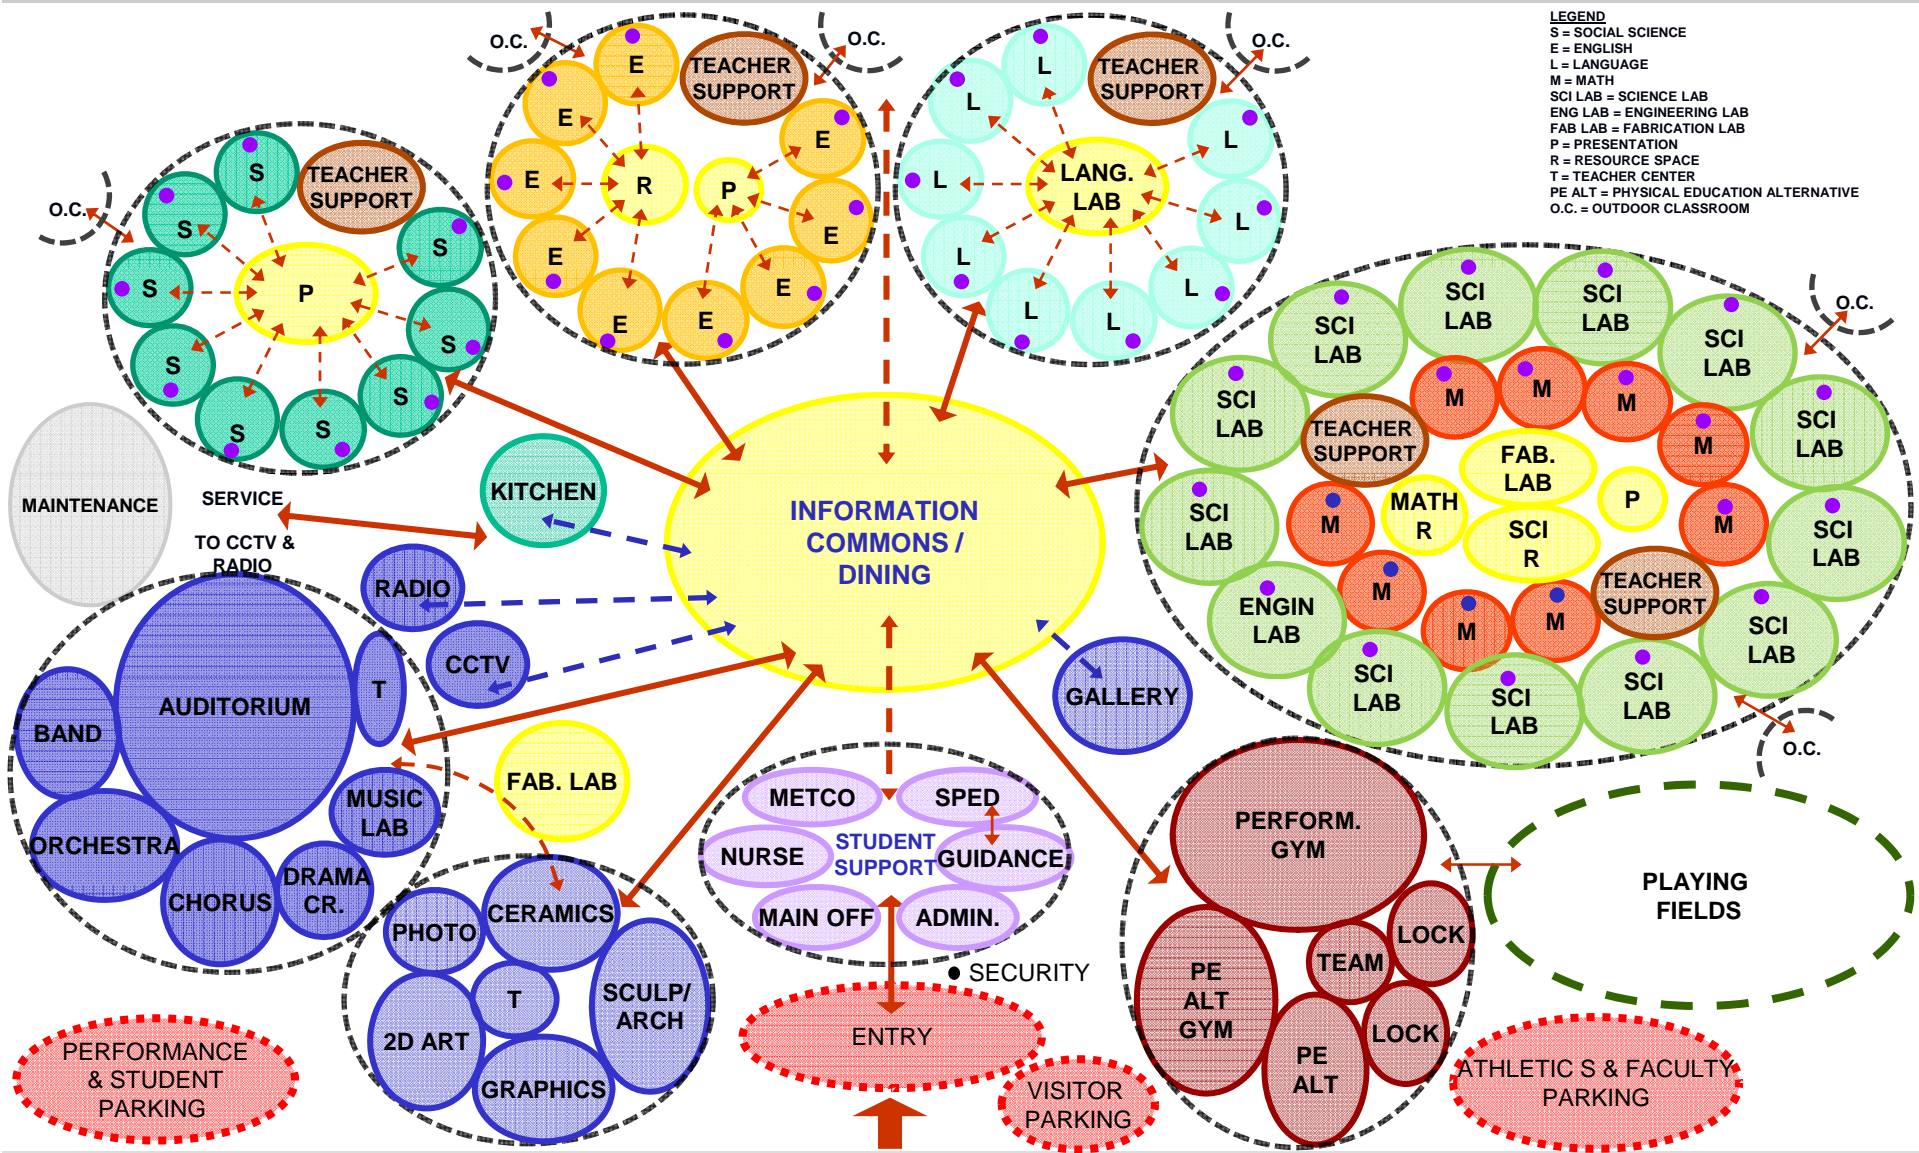 LEGEND
S = SOCIAL SCIENCE
E = ENGLISH
L = LANGUAGE
M = MATH
SCI LAB = SCIENCE LAB
ENG LAB = ENGINEERING LAB
FAB LAB = FABRICATION LAB
P = PRESENTATION
R = RESOURCE SPACE
T = TEACHER CENTER
PE ALT = PHYSICAL EDUCATION ALTERNATIVE
O.C. = OUTDOOR CLASSROOM
O.C.
S
TEACHER
SUPPORT
S
S
S
S
S
S
S
S
S
P
O.C.
E
TEACHER
SUPPORT
O.C.
E
E
E
E
E
E
E
E
E
R
P
L
TEACHER
SUPPORT
O.C.
L
L
L
L
L
L
L
L
L
LANG.
LAB
O.C.
SCI
LAB
SCI
LAB
SCI
LAB
SCI
LAB
SCI
LAB
SCI
LAB
SCI
LAB
SCI
LAB
SCI
LAB
ENGIN
LAB
SCI
LAB
SCI
LAB
SCI
LAB
SCI
LAB
M
M
M
M
M
M
M
M
M
TEACHER
SUPPORT
FAB.
LAB
MATH
R
SCI
R
P
TEACHER
SUPPORT
O.C.
MAINTENANCE
SERVICE
KITCHEN
TO CCTV &
RADIO
RADIO
CCTV
INFORMATION
COMMONS /
DINING
GALLERY
AUDITORIUM
T
BAND
ORCHESTRA
CHORUS
DRAMA
CR.
MUSIC
LAB
FAB. LAB
PHOTO
CERAMICS
SCULP/
ARCH
T
2D ART
GRAPHICS
METCO
SPED
NURSE
STUDENT
SUPPORT
GUIDANCE
MAIN OFF
ADMIN.
SECURITY
ENTRY
VISITOR
PARKING
PERFORM.
GYM
LOCK
TEAM
PE
ALT
GYM
LOCK
PE
ALT
PLAYING
FIELDS
PERFORMANCE
& STUDENT
PARKING
ATHLETIC S & FACULTY
PARKING